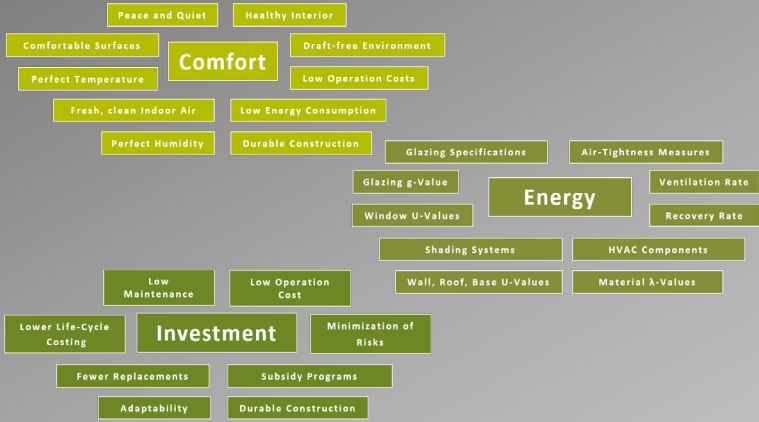 Peace and Quiet
Healthy Interior
Comfortable Surfaces
Comfort
Draft-free Environment
Perfect Temperature
Low Operation Costs
Fresh, clean Indoor Air
Low Energy Consumption
Perfect Humidity
Durable Construction
Glazing Specifications
Air-Tightness Measures
Glazing g-Value
Energy
Ventilation Rate
Window U-Values
Recovery Rate
Shading Systems
HVAC Components
Wall, Roof, Base U-Values
Material λ-Values
Low
Maintenance
Low Operation
Cost
Lower Life-Cycle
Costing
Investment
Minimization of
Risks
Fewer Replacements
Subsidy Programs
Adaptability
Durable Construction